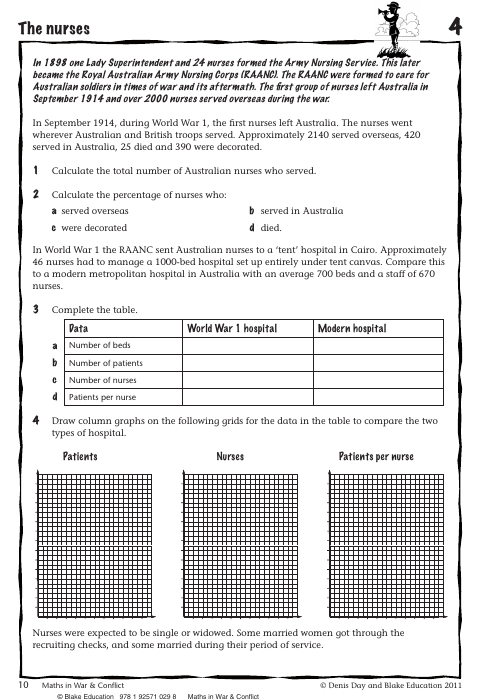 The nurses
4
In 1898 one Lady Superintendent and 24 nurses formed the Army Nursing Service. This later
became the Royal Australian Army Nursing Corps (RAANC). The RAANC were formed to care for
Australian soldiers in times of war and its aftermath. The first group of nurses left Australia in
September 1914 and over 2000 nurses served overseas during the war.
In September 1914, during World War 1, the first nurses left Australia. The nurses went
wherever Australian and British troops served. Approximately 2140 served overseas, 420
served in Australia, 25 died and 390 were decorated.
1 Calculate the total number of Australian nurses who served.
2 Calculate the percentage of nurses who:
a served overseas b served in Australia
c were decorated d died.
In World War 1 the RAANC sent Australian nurses to a ‘tent’ hospital in Cairo. Approximately
46 nurses had to manage a 1000-bed hospital set up entirely under tent canvas. Compare this
to a modern metropolitan hospital in Australia with an average 700 beds and a staff of 670
nurses.
3 Complete the table.
Data World War 1 hospital Modern hospital
a Number of beds
b Number of patients
c Number of nurses
d Patients per nurse
4 Draw column graphs on the following grids for the data in the table to compare the two
types of hospital.
Patients Nurses Patients per nurse
Nurses were expected to be single or widowed. Some married women got through the
recruiting checks, and some married during their period of service.
10 Maths in War & Conflict © Denis Day and Blake Education 2011
© Blake Education 978 1 92571 029 8 Maths in War & Conflict